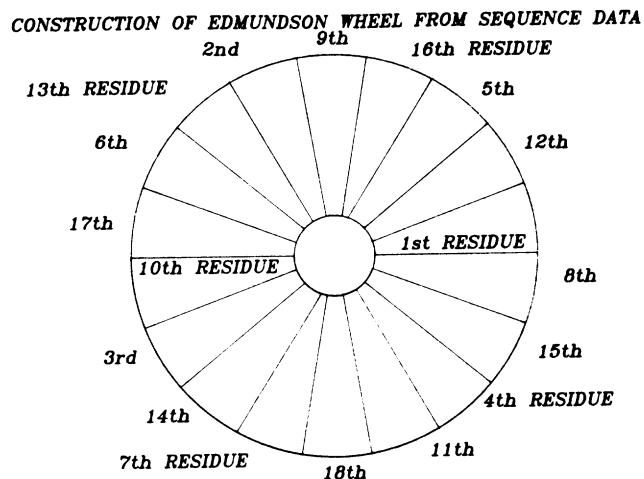 CONSTRUCTION OF EDMUNDSON WHEEL FROM SEQUENCE DATA
9th
2nd
16th RESIDUE
13th RESIDUE
5th
6th
12th
17th
1st RESIDUE
10th RESIDUE
8th
3rd
15th
14th
4th RESIDUE
7th RESIDUE
11th
18th